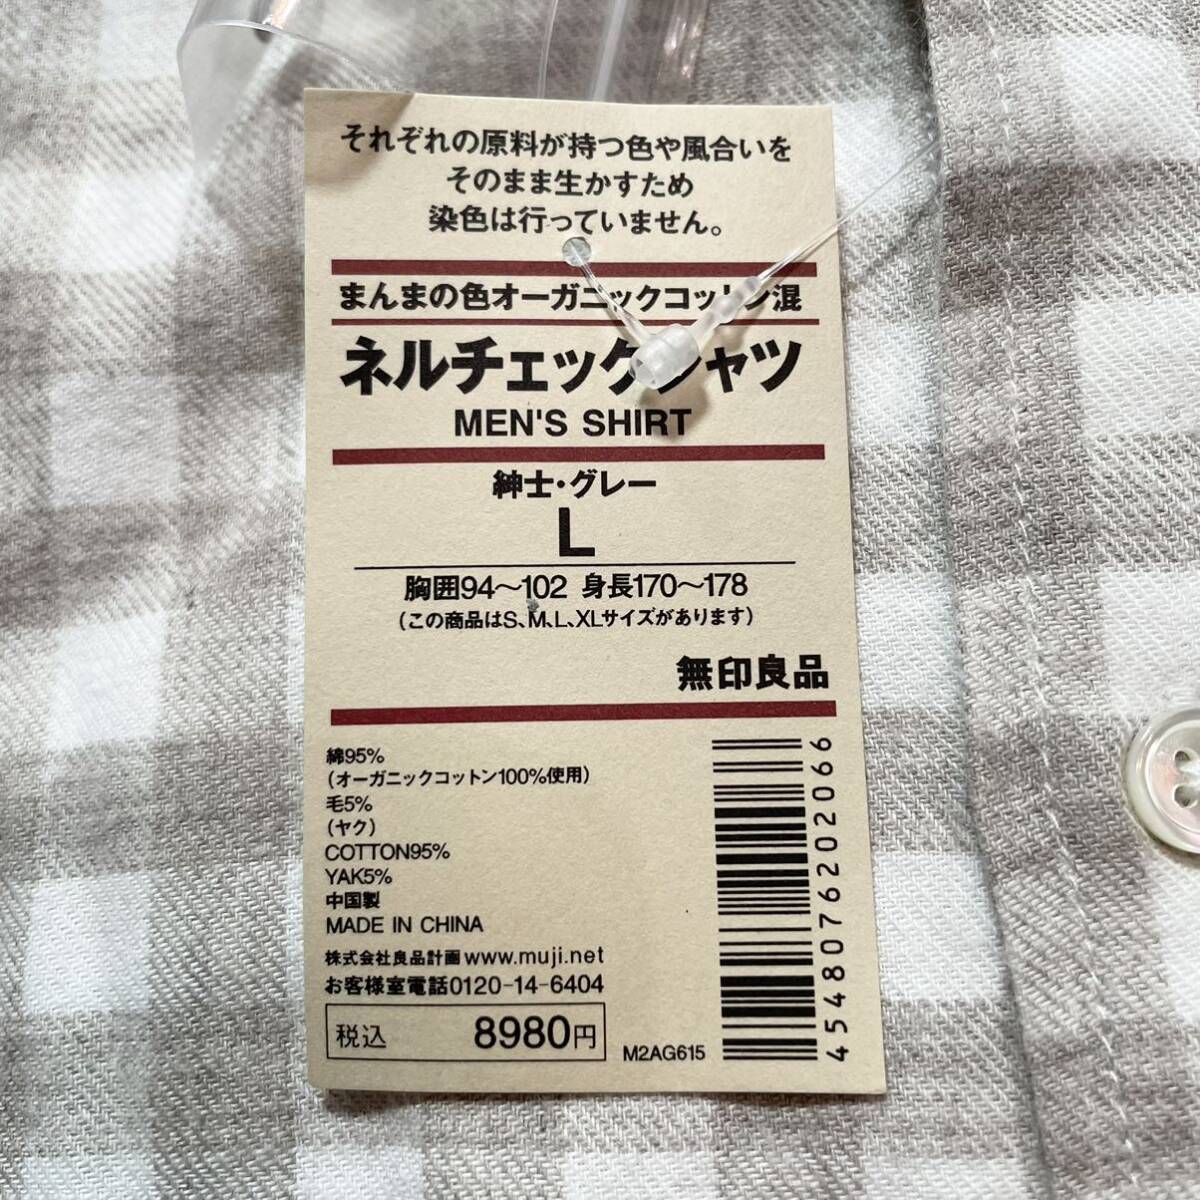 それぞれの原料が持つ色や風合いを
そのまま生かすため
染色は行っていません。
まんまの色オーガニックコットン混
ネルチェックシャツ
MEN'S SHIRT
紳士・グレー
L
胸囲94〜102 身長170〜178
(この商品はS、M、L、XLサイズがあります)
無印良品
綿95%
(オーガニックコットン100%使用)
毛5%
(ヤク)
COTTON95%
YAK5%
中国製
MADE IN CHINA
株式会社良品計画 www.muji.net
お客様室電話0120-14-6404
税込 8980円
M2AG615
4548076202066